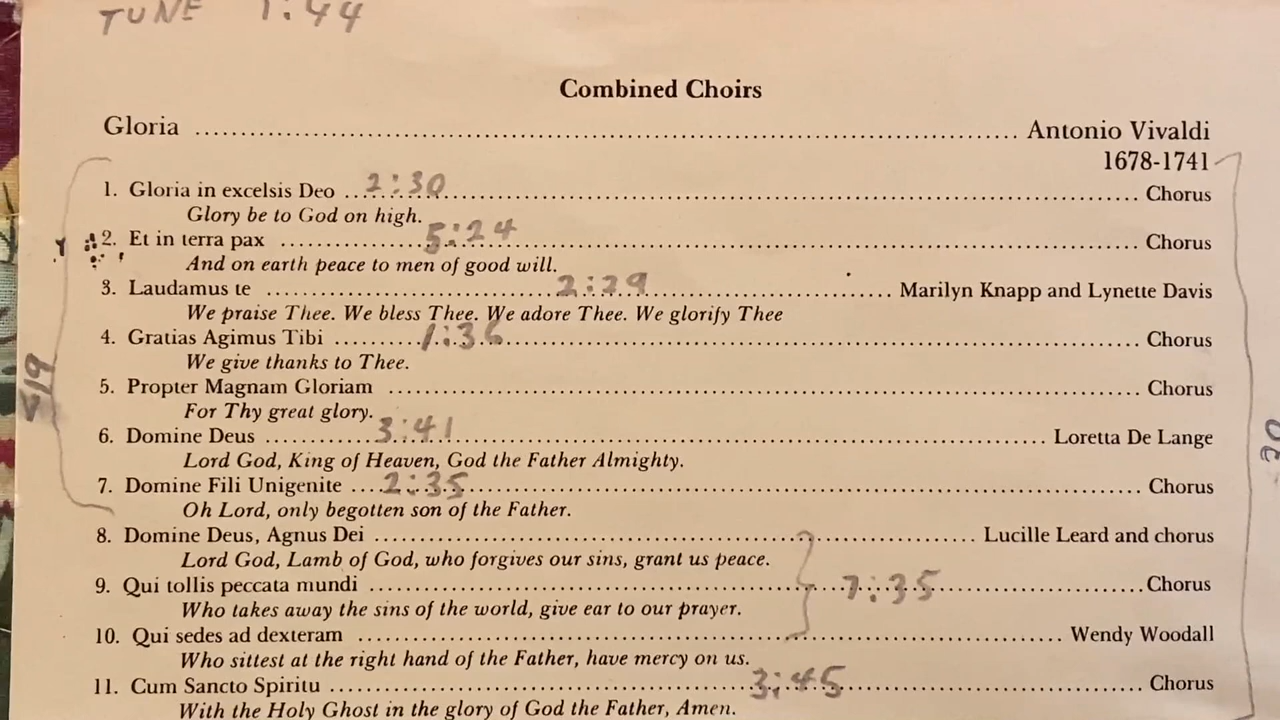 TUNE 1:44
Combined Choirs
Gloria ........ Antonio Vivaldi
1678-1741
1. Gloria in excelsis Deo ... 2:30 ........ Chorus
Glory be to God on high.
2. Et in terra pax ........ 5:24 ........ Chorus
And on earth peace to men of good will.
3. Laudamus te ........ 2:29 ........ Marilyn Knapp and Lynette Davis
We praise Thee. We bless Thee. We adore Thee. We glorify Thee
4. Gratias Agimus Tibi ........ 1:36 ........ Chorus
We give thanks to Thee.
5. Propter Magnam Gloriam ........ Chorus
For Thy great glory.
6. Domine Deus ........ 3:41 ........ Loretta De Lange
Lord God, King of Heaven, God the Father Almighty.
7. Domine Fili Unigenite .... 2:35 ........ Chorus
Oh Lord, only begotten son of the Father.
8. Domine Deus, Agnus Dei ........ Lucille Leard and chorus
Lord God, Lamb of God, who forgives our sins, grant us peace.
9. Qui tollis peccata mundi ........ 7:35 ........ Chorus
Who takes away the sins of the world, give ear to our prayer.
10. Qui sedes ad dexteram ........ Wendy Woodall
Who sittest at the right hand of the Father, have mercy on us.
11. Cum Sancto Spiritu ........ 3:45 ........ Chorus
With the Holy Ghost in the glory of God the Father, Amen.